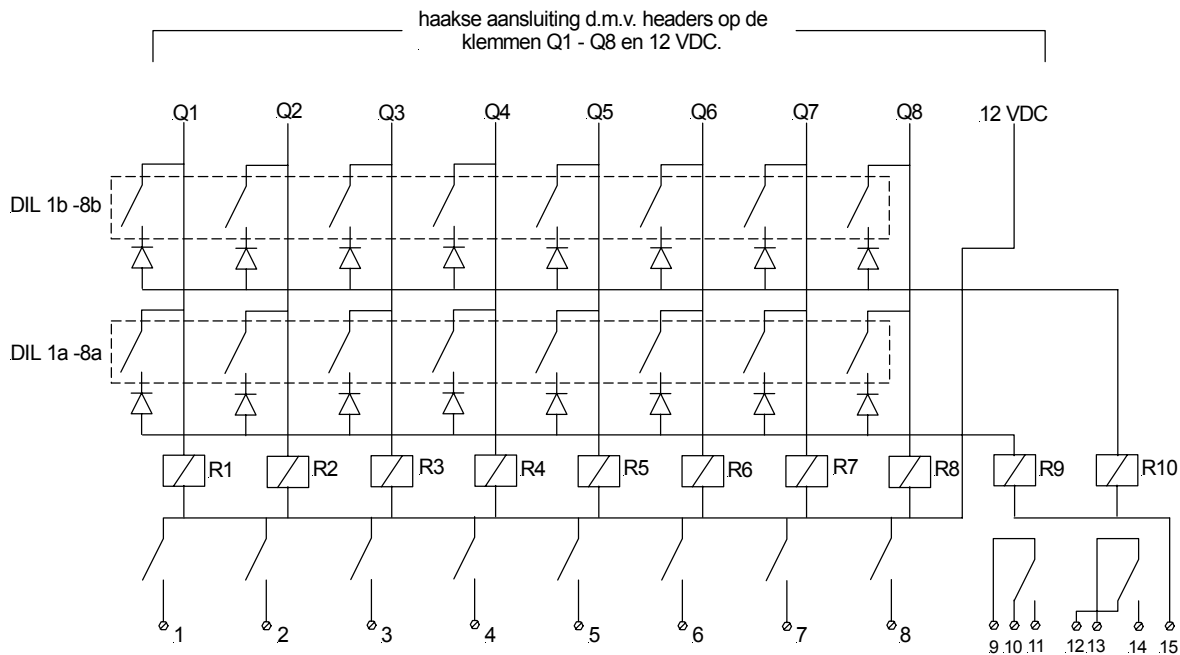 haakse aansluiting d.m.v. headers op de
klemmen Q1 - Q8 en 12 VDC.
Q1 Q2 Q3 Q4 Q5 Q6 Q7 Q8 12 VDC
DIL 1b -8b
DIL 1a -8a
R1 R2 R3 R4 R5 R6 R7 R8 R9 R10
1 2 3 4 5 6 7 8 9 10 11 12 13 14 15